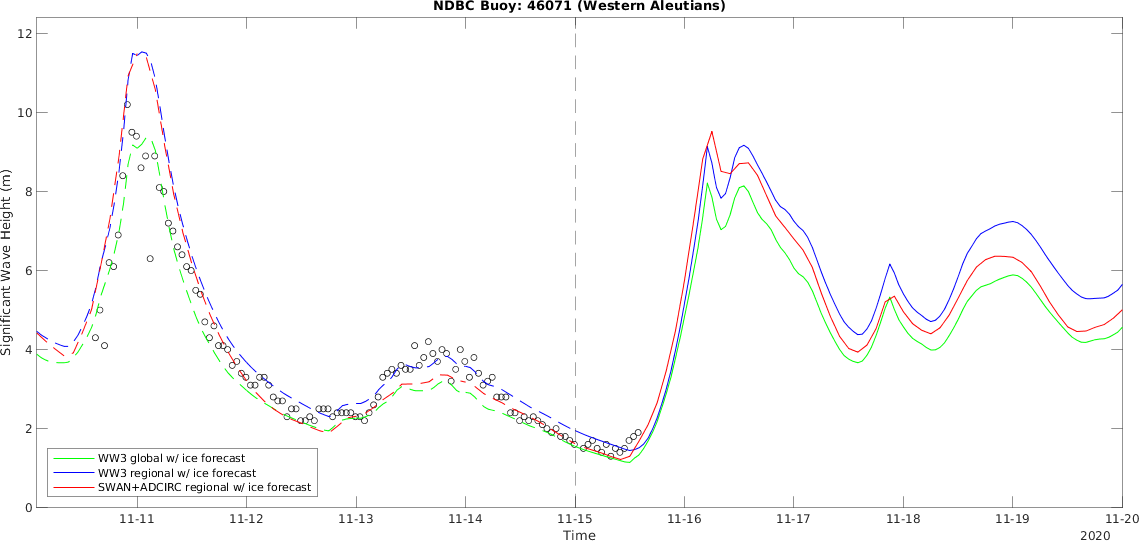 NDBC Buoy: 46071 (Western Aleutians)
12
10
8
6
4
2
0
Significant Wave Height (m)
WW3 global w/ ice forecast
WW3 regional w/ ice forecast
SWAN+ADCIRC regional w/ ice forecast
11-11 11-12 11-13 11-14 11-15 11-16 11-17 11-18 11-19 11-20
Time
2020